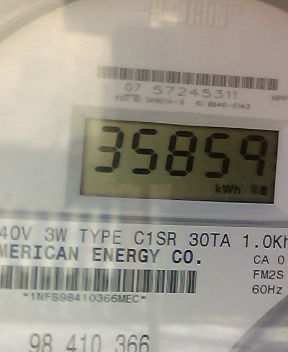 07 57245311
35859
kWh
40V 3W TYPE C1SR 30TA 1.0Kh
MERICAN ENERGY CO.
CA 0
FM2S
60Hz
*1NFS98410366MEC*
98 410 366